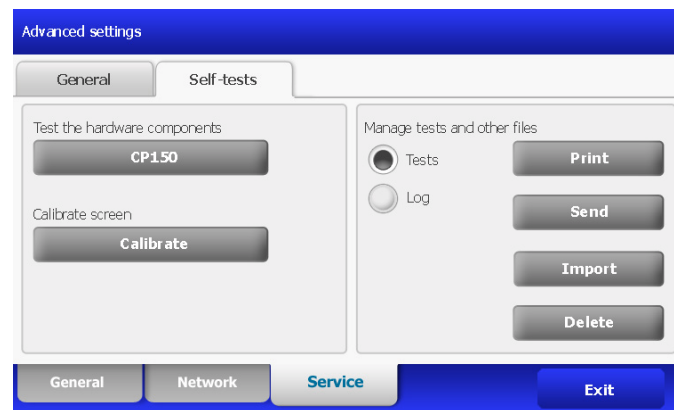 Advanced settings
General
Self-tests
Test the hardware components
CP150
Calibrate screen
Calibrate
Manage tests and other files
Tests
Log
Print
Send
Import
Delete
General
Network
Service
Exit